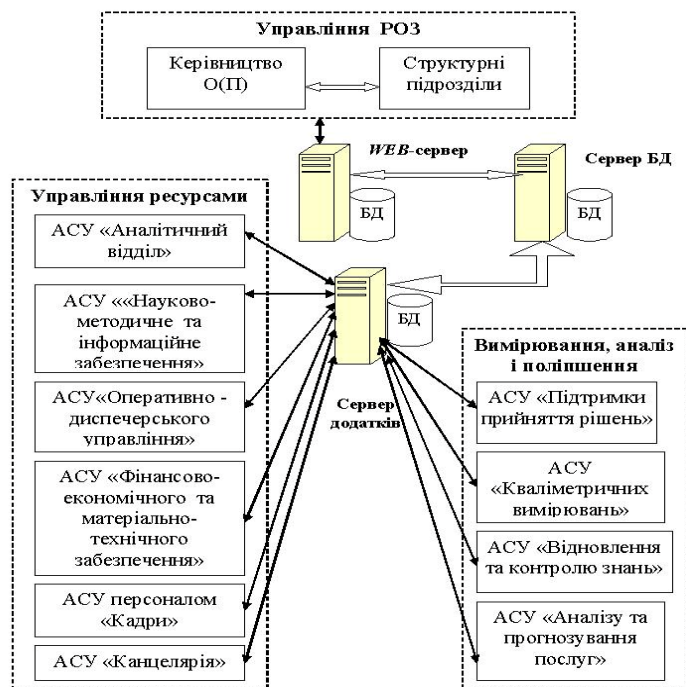 Управління РОЗ
Керівництво
О(П)
Структурні
підрозділи
WEB-сервер
Сервер БД
БД
БД
Управління ресурсами
АСУ «Аналітичний
відділ»
АСУ ««Науково-
методичне та
інформаційне
забезпечення»
АСУ«Оперативно -
диспечерського
управління»
АСУ «Фінансово-
економічного та
матеріально-
технічного
забезпечення»
АСУ персоналом
«Кадри»
АСУ «Канцелярія»
БД
Сервер
додатків
Вимірювання, аналіз
і поліпшення
АСУ «Підтримки
прийняття рішень»
АСУ
«Кваліметричних
вимірювань»
АСУ «Відновлення
та контролю знань»
АСУ «Аналізу та
прогнозування
послуг»